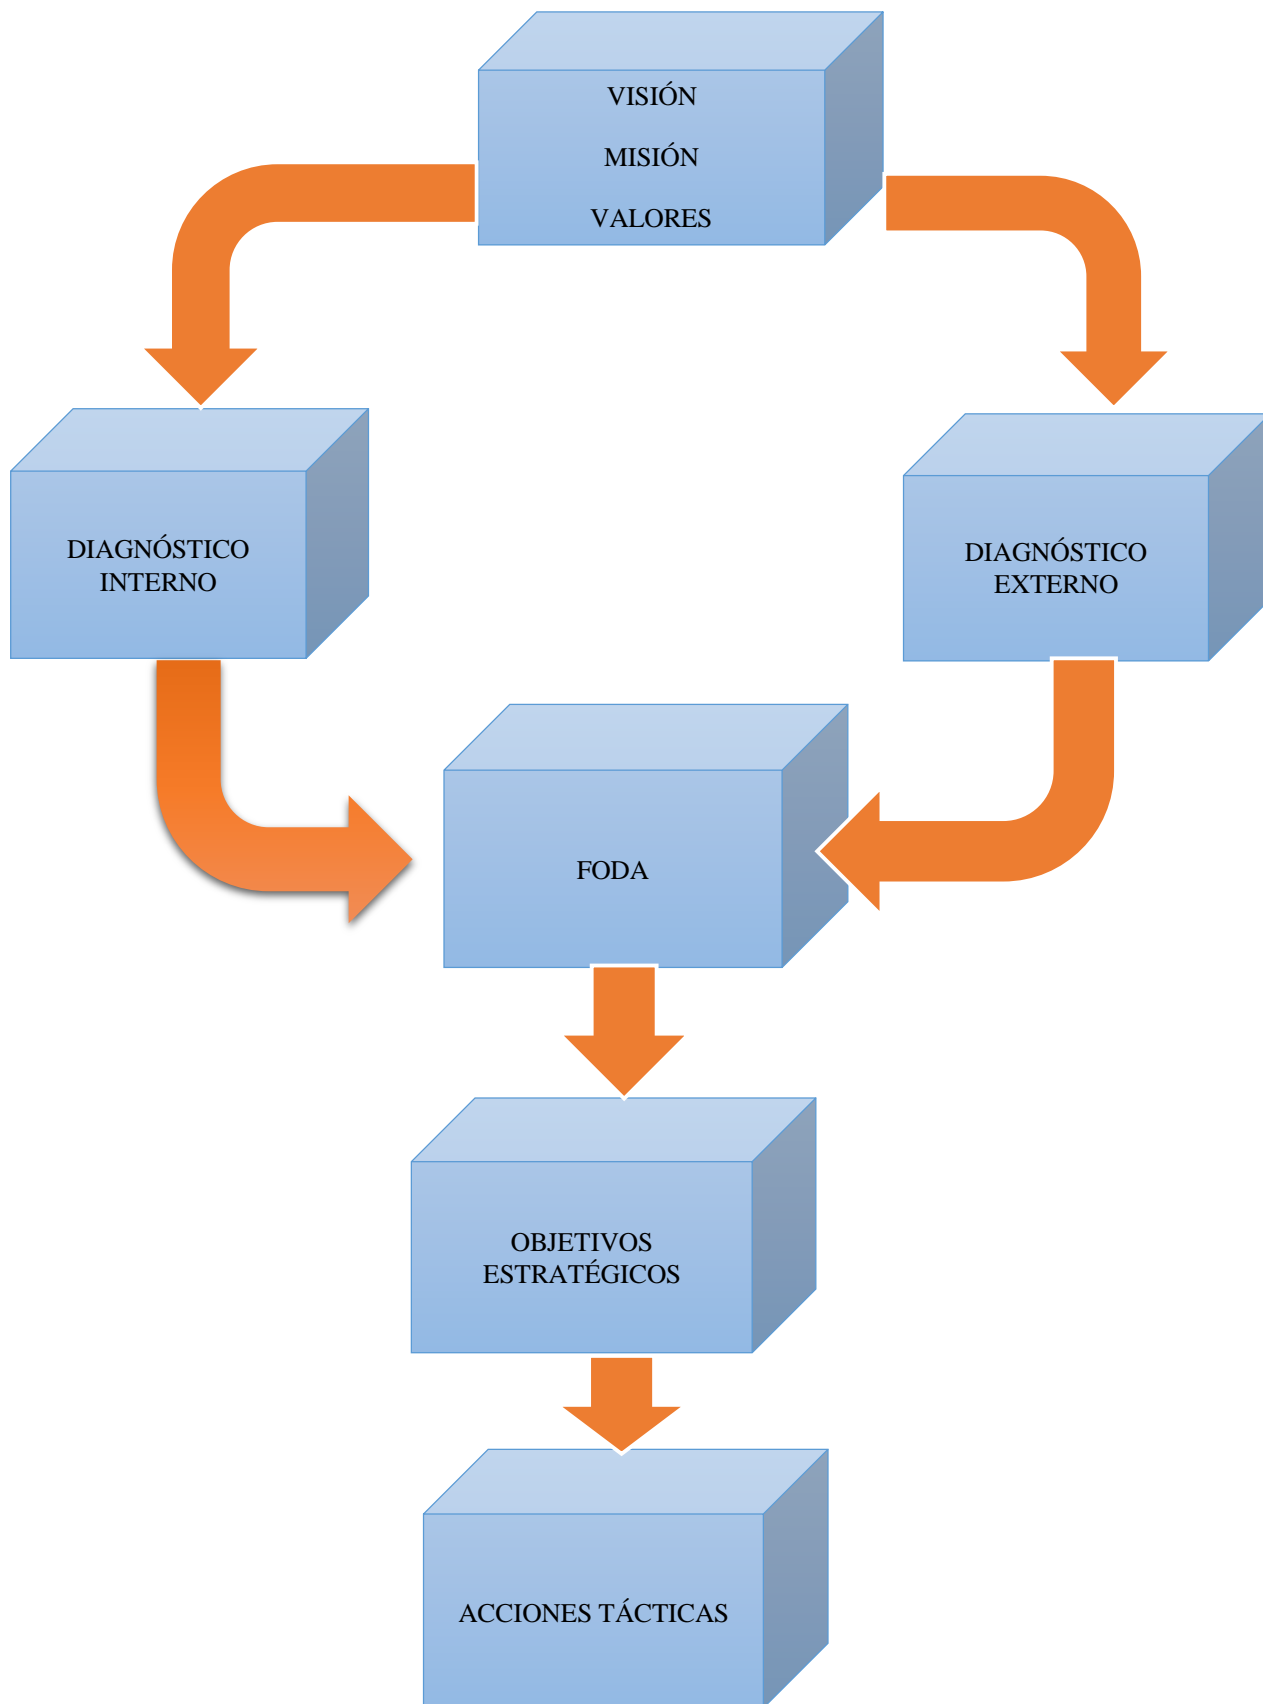 VISIÓN
MISIÓN
VALORES
DIAGNÓSTICO
INTERNO
DIAGNÓSTICO
EXTERNO
FODA
OBJETIVOS
ESTRATÉGICOS
ACCIONES TÁCTICAS